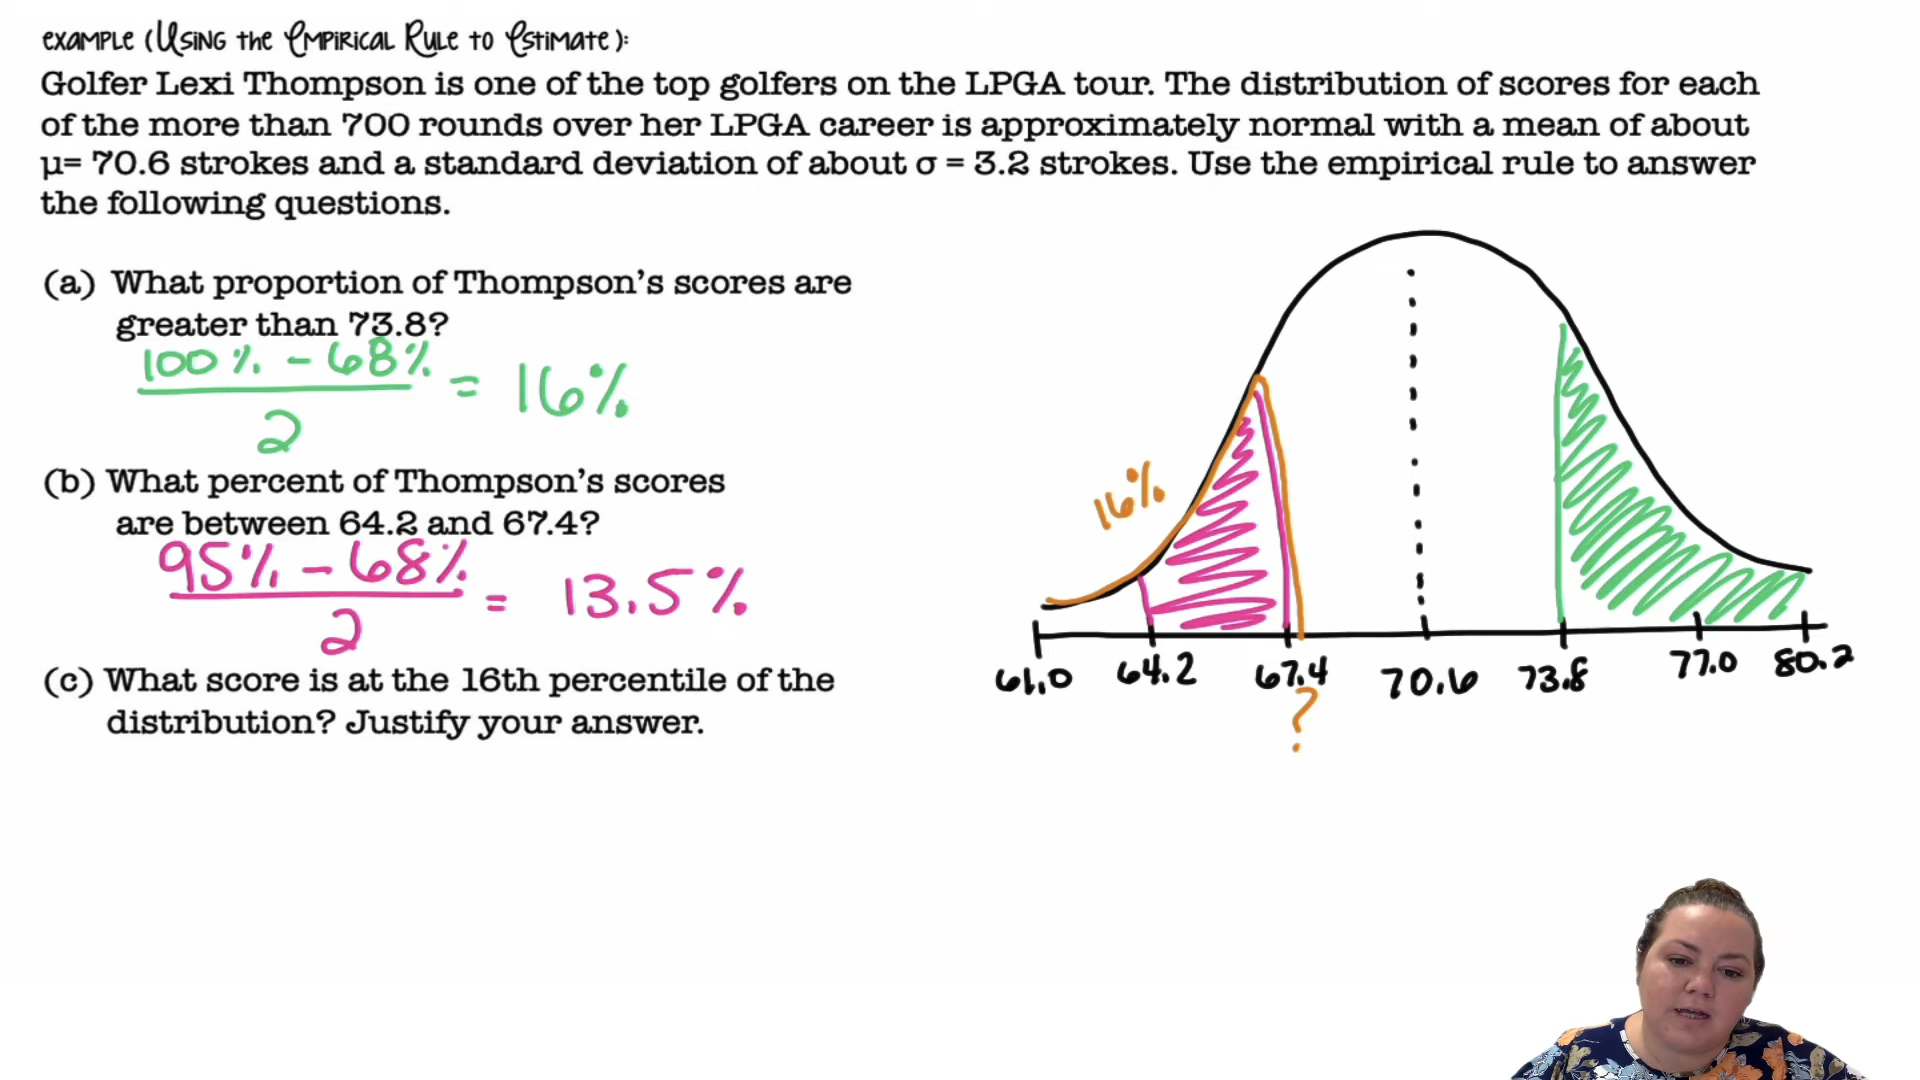 example (Using the Empirical Rule to Estimate):
Golfer Lexi Thompson is one of the top golfers on the LPGA tour. The distribution of scores for each
of the more than 700 rounds over her LPGA career is approximately normal with a mean of about
μ= 70.6 strokes and a standard deviation of about σ = 3.2 strokes. Use the empirical rule to answer
the following questions.
(a) What proportion of Thompson's scores are
greater than 73.8?
100% - 68%
= 16%
2
(b) What percent of Thompson's scores
are between 64.2 and 67.4?
95% - 68%
= 13.5%
2
(c) What score is at the 16th percentile of the
distribution? Justify your answer.
16%
61.0 64.2 67.4 70.6 73.8 77.0 80.2
?